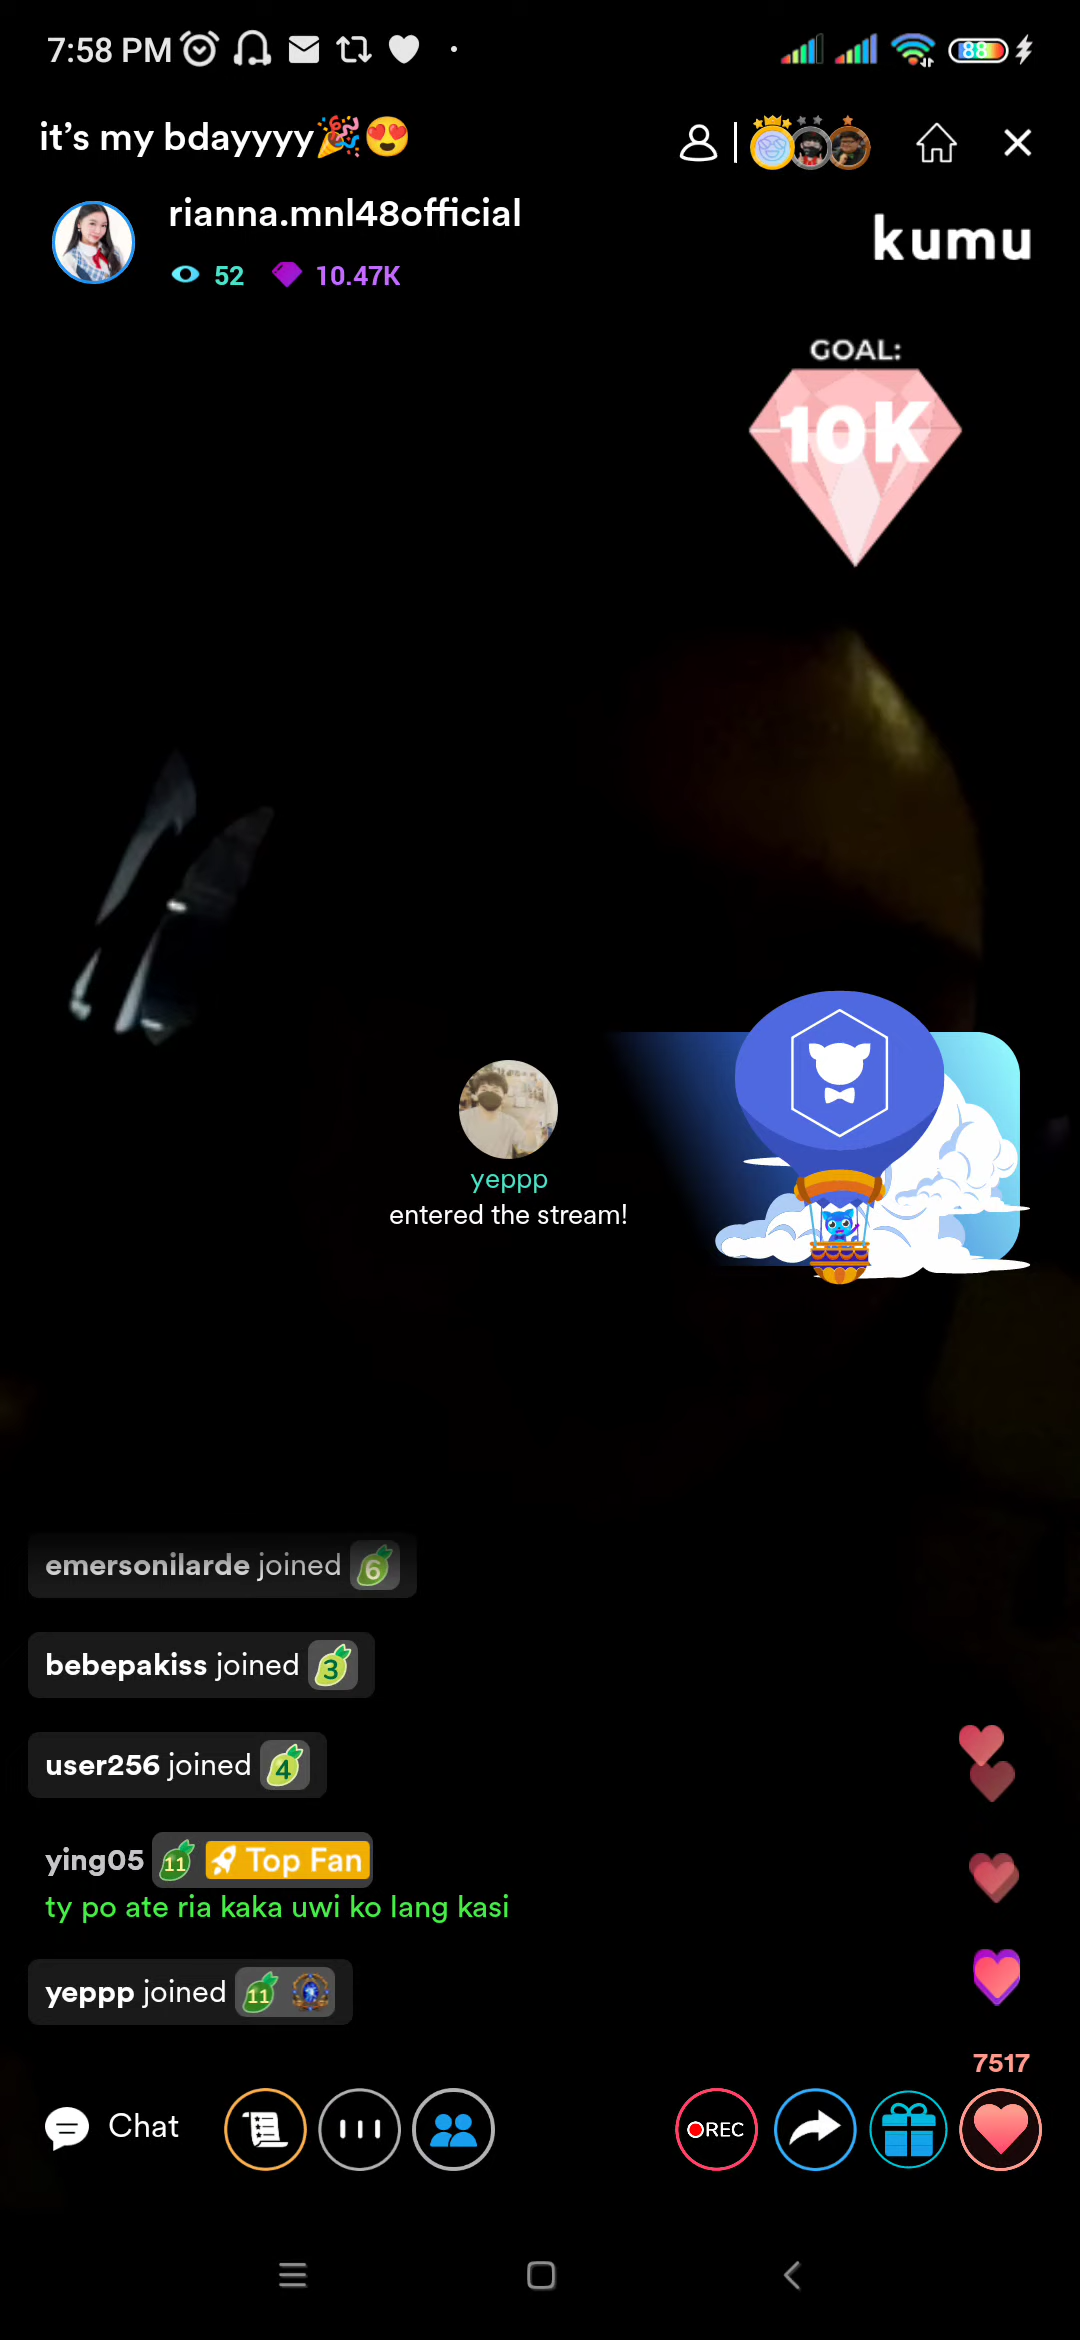 7:58 PM
88
it’s my bdayyyy🎉😍
rianna.mnl48official
52 10.47K
kumu
GOAL:
10K
yeppp
entered the stream!
emersonilarde joined 6
bebepakiss joined 3
user256 joined 4
ying05 11 Top Fan
ty po ate ria kaka uwi ko lang kasi
yeppp joined 11
7517
Chat
REC